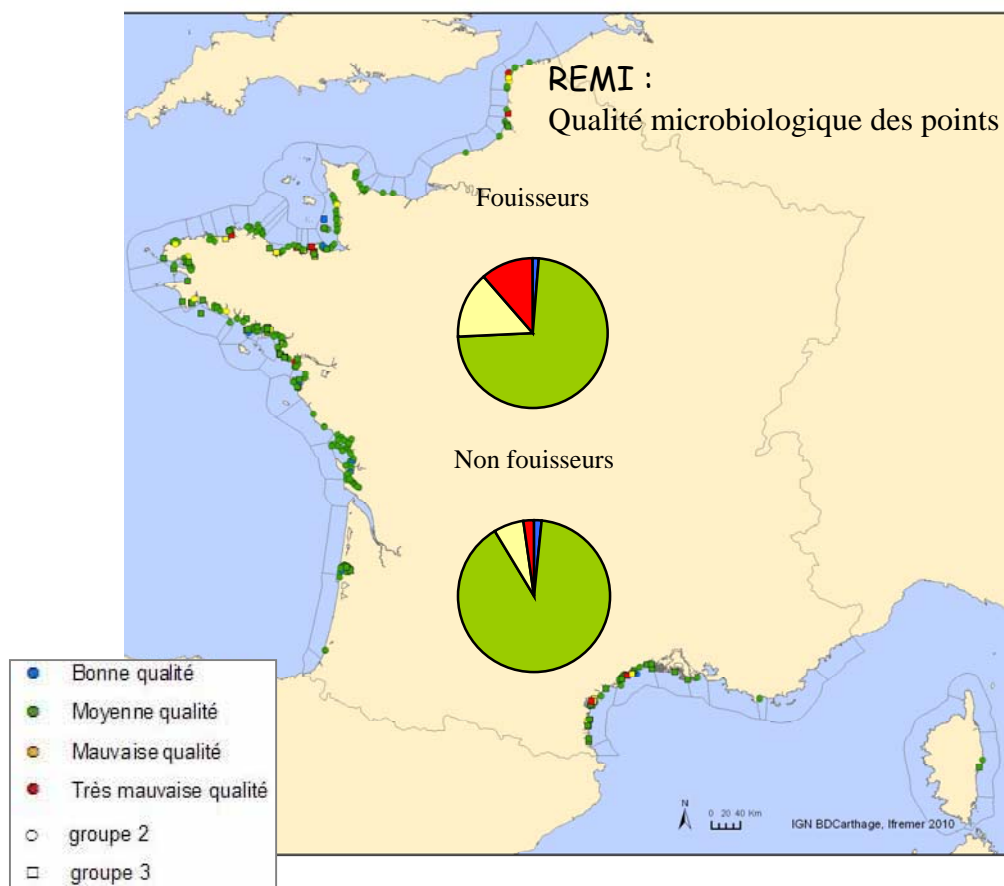 REMI :
Qualité microbiologique des points
Fouisseurs
Non fouisseurs
Bonne qualité
Moyenne qualité
Mauvaise qualité
Très mauvaise qualité
groupe 2
groupe 3
N
0 20 40 Km
IGN BDCarthage, Ifremer 2010